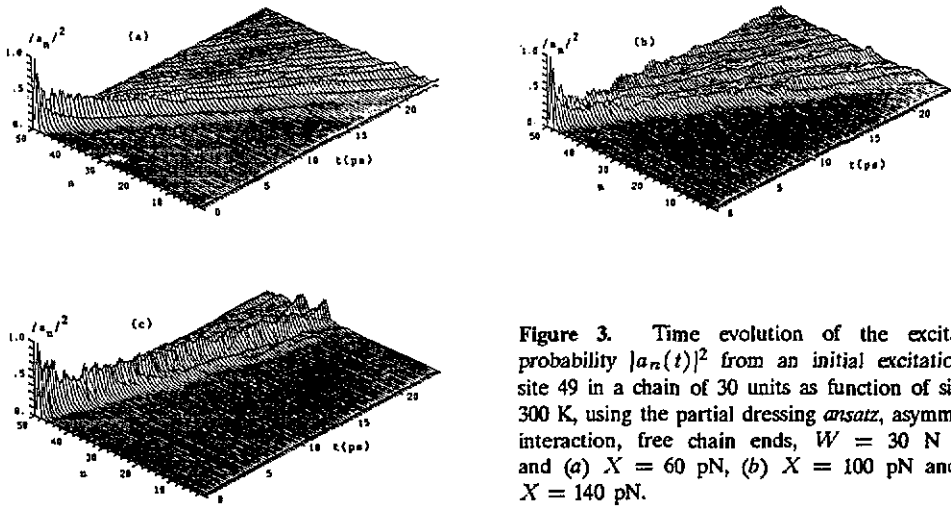 /aₙ/²
(a)
1.0
.5
0.
50
40
30
20
10
n
0
5
10
15
20
t(ps)
/aₙ/²
(b)
1.0
.5
0.
50
40
30
20
10
n
0
5
10
15
20
t(ps)
/aₙ/²
(c)
1.0
.5
0.
50
40
30
20
10
n
0
5
10
15
20
t(ps)
Figure 3. Time evolution of the excit
probability |aₙ(t)|² from an initial excitatio
site 49 in a chain of 30 units as function of si
300 K, using the partial dressing ansatz, asymm
interaction, free chain ends, W = 30 N
and (a) X = 60 pN, (b) X = 100 pN and
X = 140 pN.